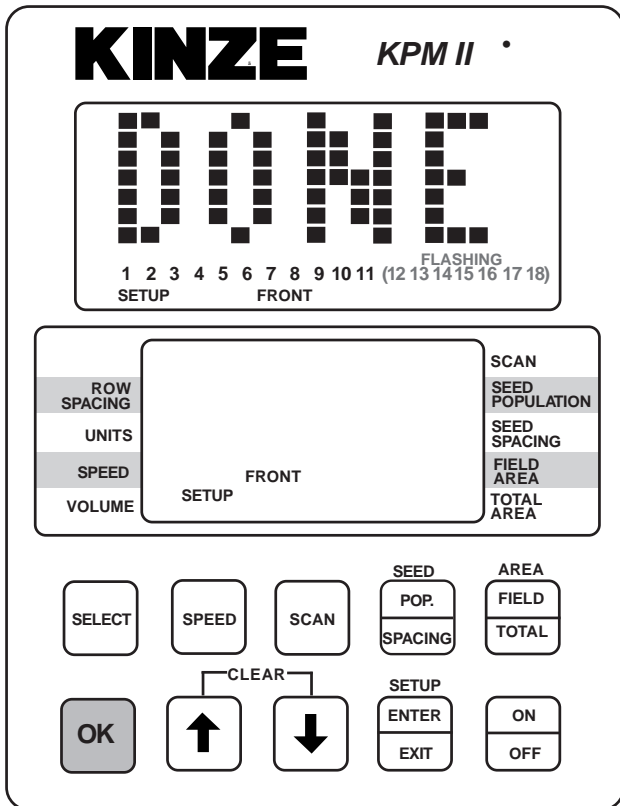 KINZE KPM II
DONE
FLASHING
1 2 3 4 5 6 7 8 9 10 11 (12 13 14 15 16 17 18)
SETUP FRONT
SCAN
ROW SPACING
SEED POPULATION
UNITS
SEED SPACING
SPEED
FRONT
FIELD AREA
SETUP
VOLUME
TOTAL AREA
SEED AREA
SELECT
SPEED
SCAN
POP.
SPACING
FIELD
TOTAL
CLEAR
SETUP
OK
ENTER
EXIT
ON
OFF